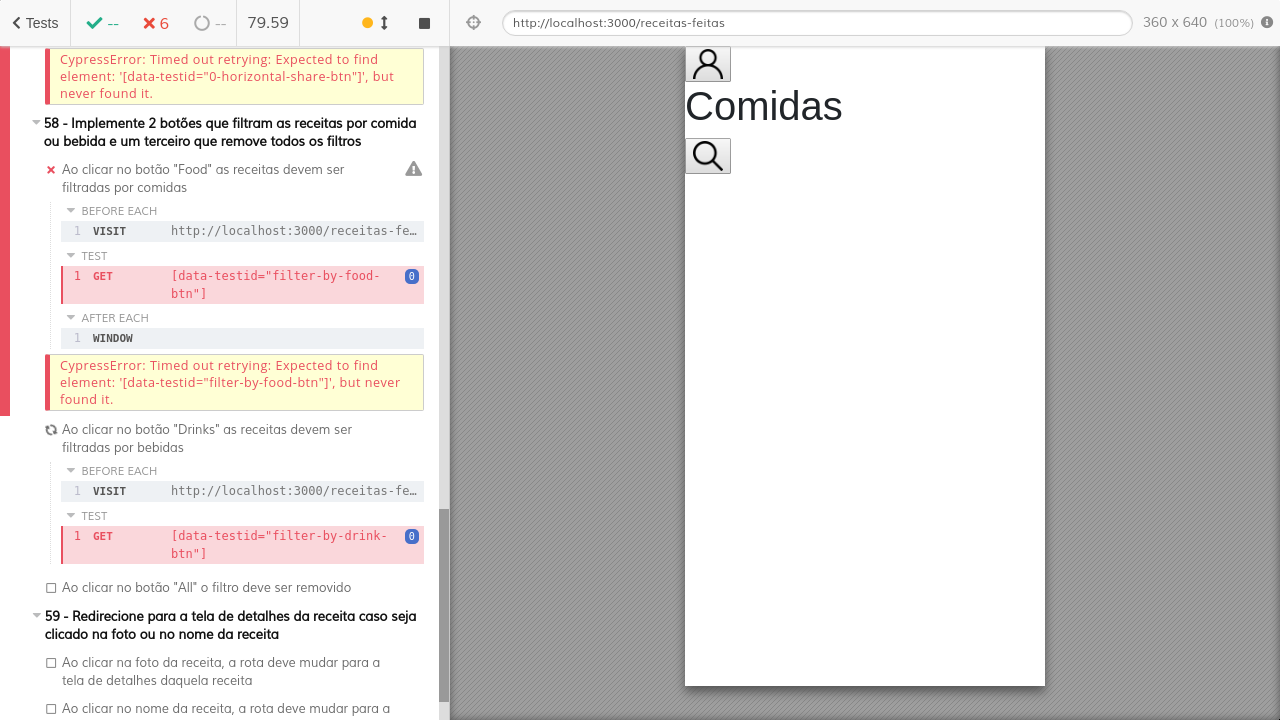 Tests
--
6
--
79.59
http://localhost:3000/receitas-feitas
360 x 640 (100%)
CypressError: Timed out retrying: Expected to find
element: '[data-testid="0-horizontal-share-btn"]', but
never found it.
58 - Implemente 2 botões que filtram as receitas por comida
ou bebida e um terceiro que remove todos os filtros
Ao clicar no botão "Food" as receitas devem ser
filtradas por comidas
BEFORE EACH
1 VISIT http://localhost:3000/receitas-fe…
TEST
1 GET [data-testid="filter-by-food- 0
btn"]
AFTER EACH
1 WINDOW
CypressError: Timed out retrying: Expected to find
element: '[data-testid="filter-by-food-btn"]', but never
found it.
Ao clicar no botão "Drinks" as receitas devem ser
filtradas por bebidas
BEFORE EACH
1 VISIT http://localhost:3000/receitas-fe…
TEST
1 GET [data-testid="filter-by-drink- 0
btn"]
Ao clicar no botão "All" o filtro deve ser removido
59 - Redirecione para a tela de detalhes da receita caso seja
clicado na foto ou no nome da receita
Ao clicar na foto da receita, a rota deve mudar para a
tela de detalhes daquela receita
Ao clicar no nome da receita, a rota deve mudar para a
Comidas